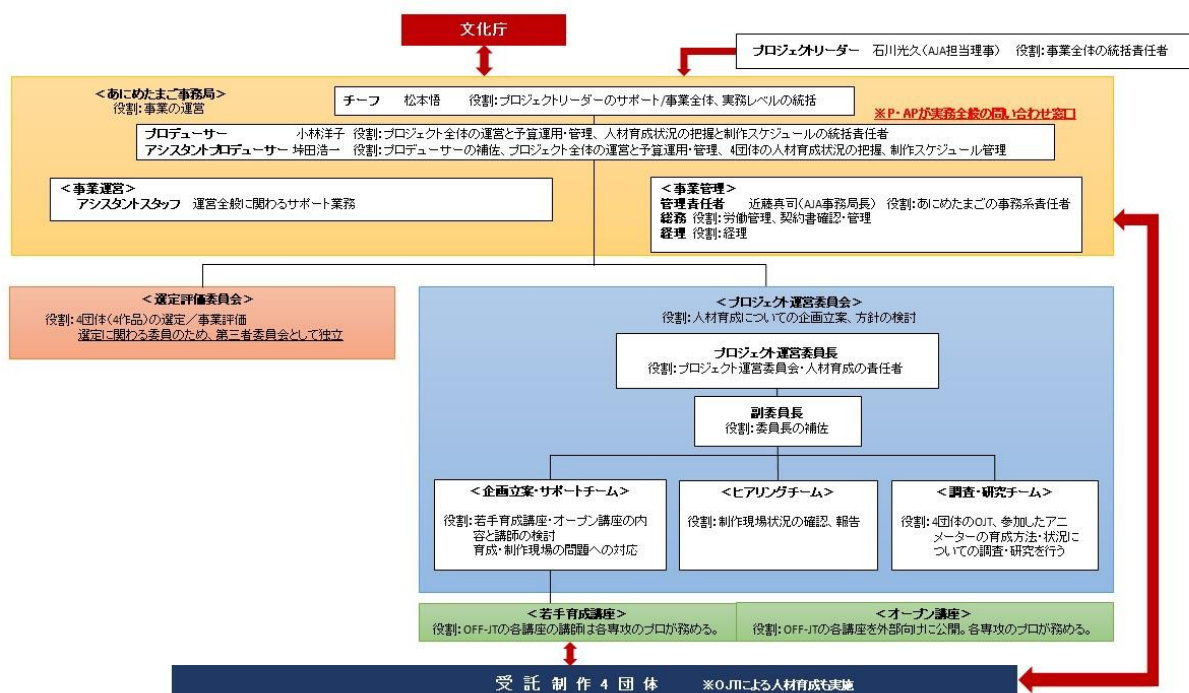 文化庁
プロジェクトリーダー　石川光久(AJA担当理事)　役割:事業全体の統括責任者
＜あにめたまご事務局＞
役割:事業の運営
チーフ　松本悟　役割:プロジェクトリーダーのサポート/事業全体、実務レベルの統括
※P・APが実務全般の問い合わせ窓口
プロデューサー　小林洋子　役割:プロジェクト全体の運営と予算運用・管理、人材育成状況の把握と制作スケジュールの統括責任者
アシスタントプロデューサー　垰田浩一　役割:プロデューサーの補佐、プロジェクト全体の運営と予算運用・管理、4団体の人材育成状況の把握、制作スケジュール管理
＜事業運営＞
アシスタントスタッフ　運営全般に関わるサポート業務
＜事業管理＞
管理責任者　近藤真司(AJA事務局長)　役割:あにめたまごの事務系責任者
総務　役割:労働管理、契約書確認・管理
経理　役割:経理
＜選定評価委員会＞
役割:4団体(4作品)の選定／事業評価
選定に関わる委員のため、第三者委員会として独立
＜プロジェクト運営委員会＞
役割:人材育成についての企画立案、方針の検討
プロジェクト運営委員長
役割:プロジェクト運営委員会・人材育成の責任者
副委員長
役割:委員長の補佐
＜企画立案・サポートチーム＞
役割:若手育成講座・オープン講座の内
容と講師の検討
育成・制作現場の問題への対応
＜ヒアリングチーム＞
役割:制作現場状況の確認、報告
＜調査・研究チーム＞
役割:4団体のOJT、参加したアニ
メーターの育成方法・状況に
ついての調査・研究を行う
＜若手育成講座＞
役割:OFF-JTの各講座の講師は各専攻のプロが務める。
＜オープン講座＞
役割:OFF-JTの各講座を外部向けに公開。各専攻のプロが務める。
受託制作4団体　※OJTによる人材育成も実施